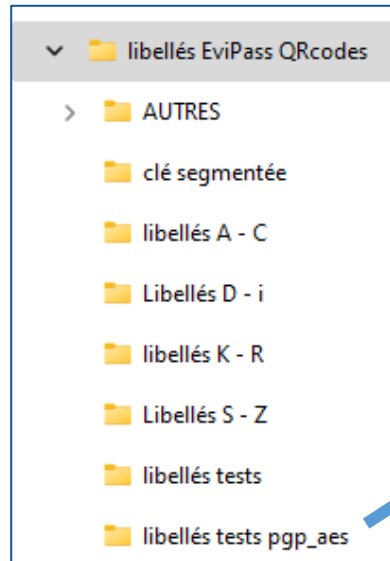 libellés EviPass QRcodes
AUTRES
clé segmentée
libellés A - C
Libellés D - i
libellés K - R
Libellés S - Z
libellés tests
libellés tests pgp_aes